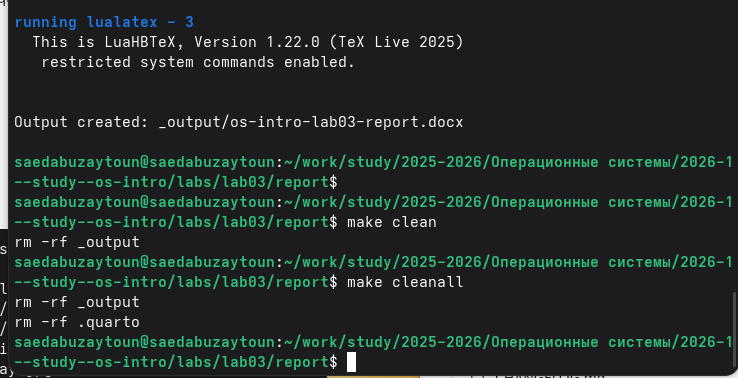 running lualatex - 3
  This is LuaHBTeX, Version 1.22.0 (TeX Live 2025)
   restricted system commands enabled.
Output created: _output/os-intro-lab03-report.docx
saedabuzaytoun@saedabuzaytoun:~/work/study/2025-2026/Операционные системы/2026-1
--study--os-intro/labs/lab03/report$
saedabuzaytoun@saedabuzaytoun:~/work/study/2025-2026/Операционные системы/2026-1
--study--os-intro/labs/lab03/report$ make clean
rm -rf _output
saedabuzaytoun@saedabuzaytoun:~/work/study/2025-2026/Операционные системы/2026-1
--study--os-intro/labs/lab03/report$ make cleanall
rm -rf _output
rm -rf .quarto
saedabuzaytoun@saedabuzaytoun:~/work/study/2025-2026/Операционные системы/2026-1
--study--os-intro/labs/lab03/report$